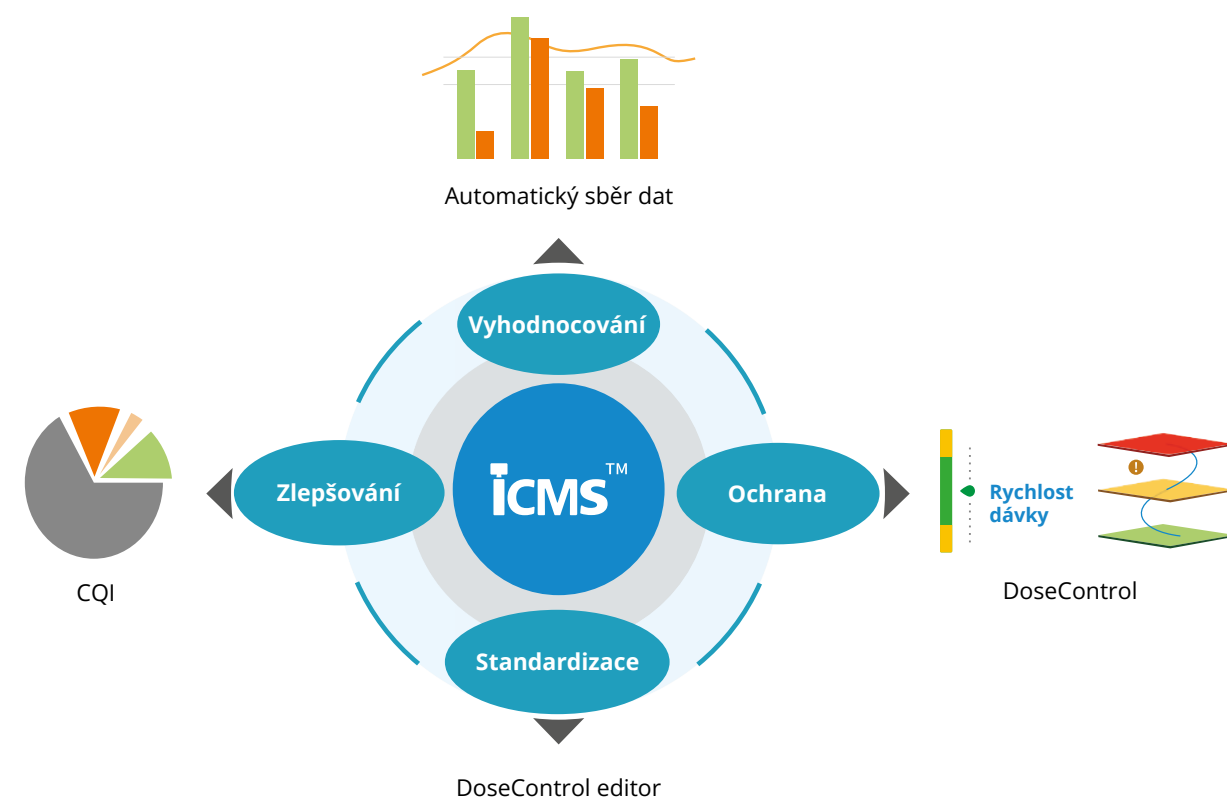 Automatický sběr dat
Vyhodnocování
Zlepšování
iCMS™
Ochrana
!
Rychlost
dávky
CQI
DoseControl
Standardizace
DoseControl editor